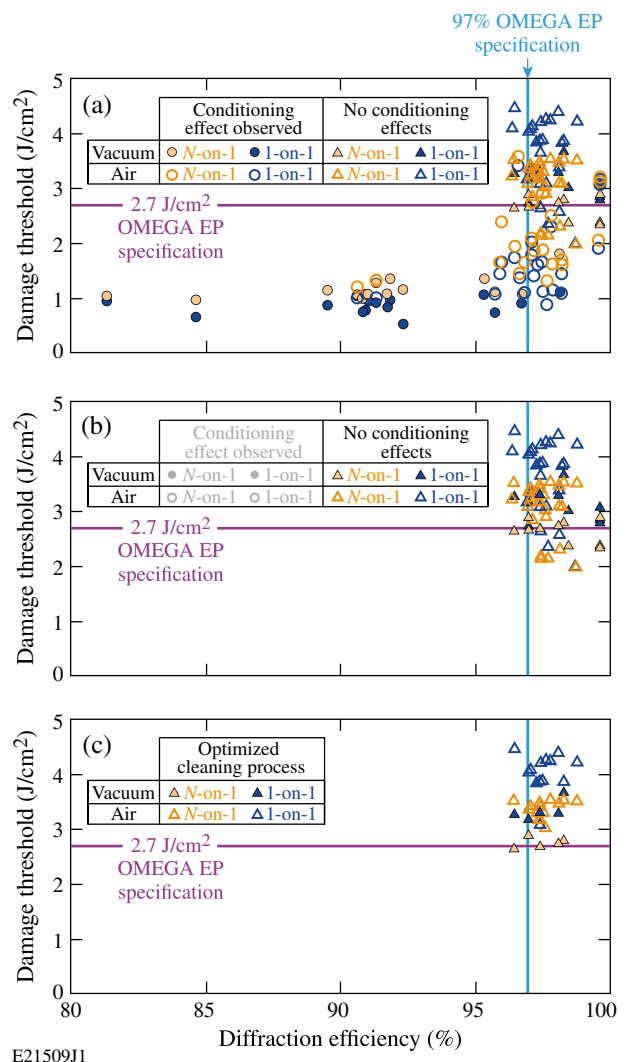 97% OMEGA EP
specification
5
4
3
2
1
0
Damage threshold (J/cm2)
(a)
Conditioning effect observed
No conditioning effects
Vacuum N-on-1 1-on-1 N-on-1 1-on-1
Air N-on-1 1-on-1 N-on-1 1-on-1
2.7 J/cm2
OMEGA EP
specification
5
4
3
2
1
0
Damage threshold (J/cm2)
(b)
Conditioning effect observed
No conditioning effects
Vacuum N-on-1 1-on-1 N-on-1 1-on-1
Air N-on-1 1-on-1 N-on-1 1-on-1
2.7 J/cm2
OMEGA EP
specification
5
4
3
2
1
0
Damage threshold (J/cm2)
(c)
Optimized
cleaning process
Vacuum N-on-1 1-on-1
Air N-on-1 1-on-1
2.7 J/cm2
OMEGA EP
specification
80 85 90 95 100
Diffraction efficiency (%)
E21509J1